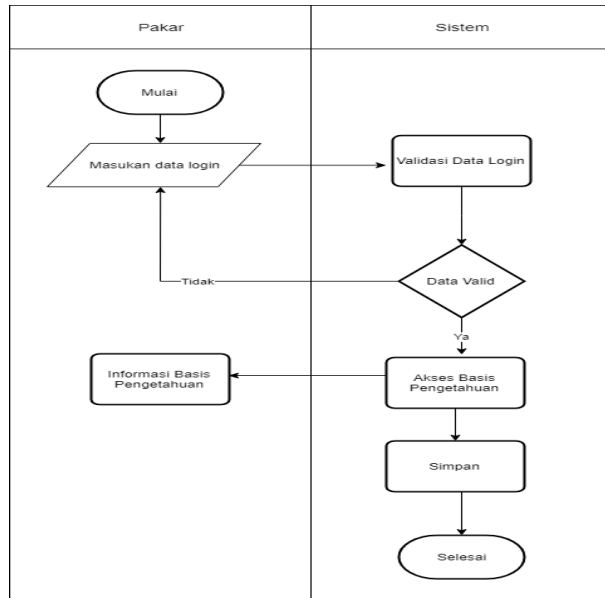 Pakar
Sistem
Mulai
Masukan data login
Validasi Data Login
Data Valid
Tidak
Ya
Informasi Basis
Pengetahuan
Akses Basis
Pengetahuan
Simpan
Selesai